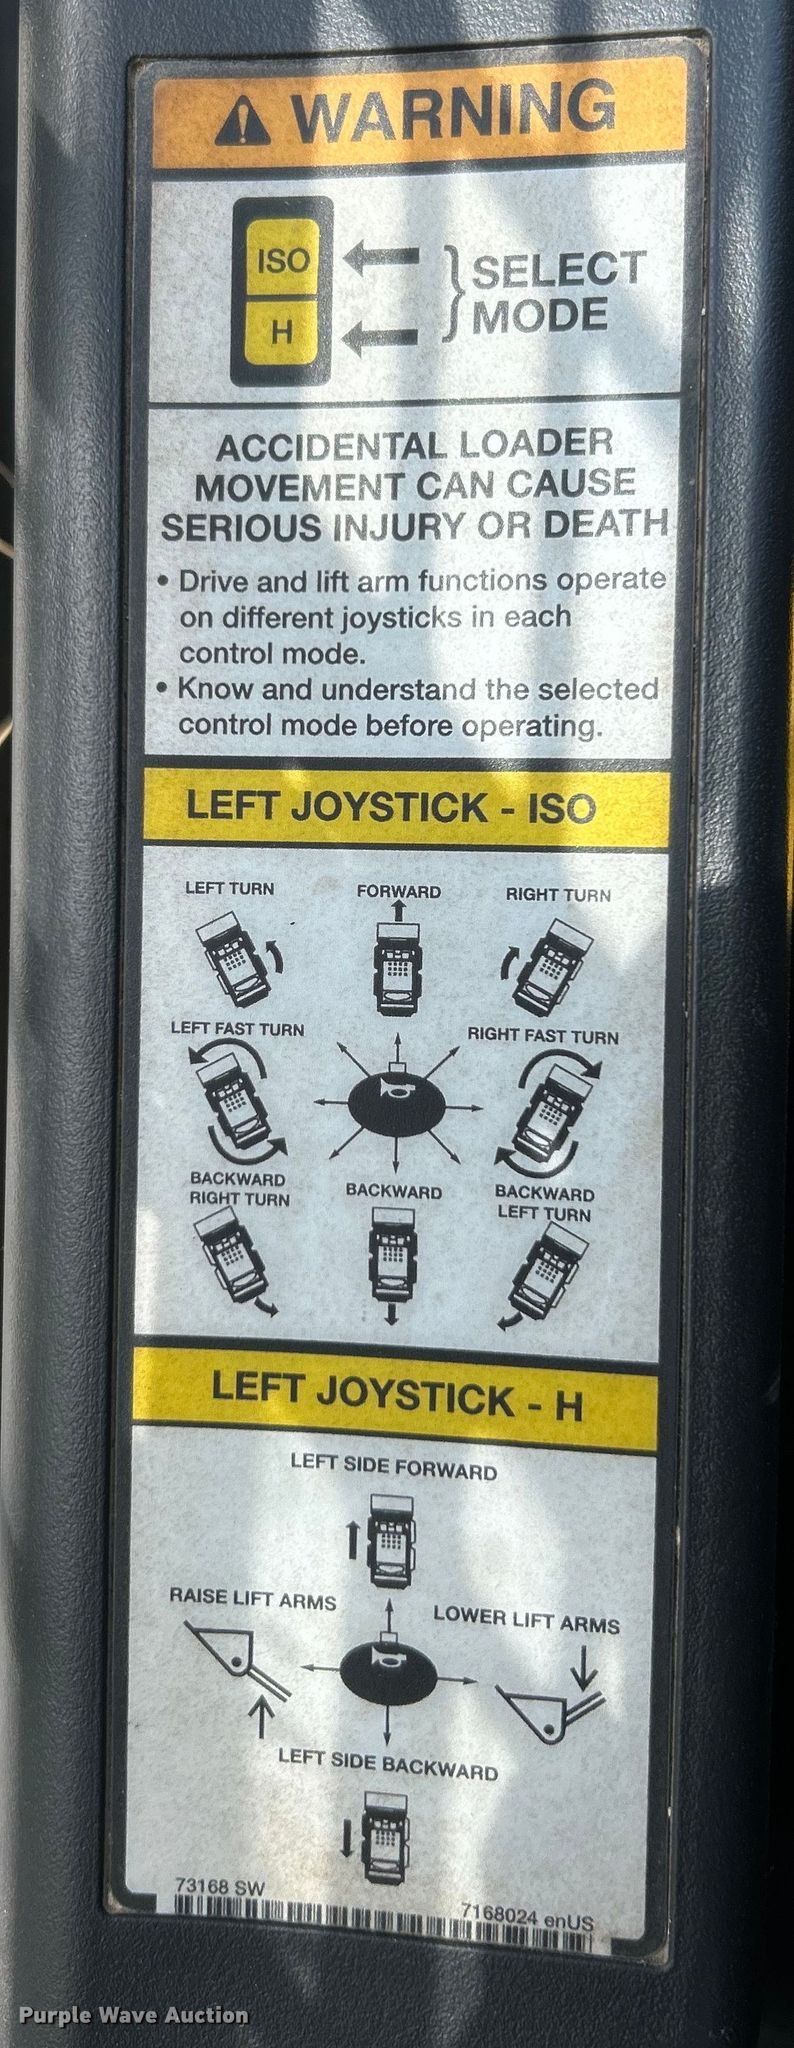 WARNING
ISO
H
SELECT
MODE
ACCIDENTAL LOADER
MOVEMENT CAN CAUSE
SERIOUS INJURY OR DEATH
• Drive and lift arm functions operate
on different joysticks in each
control mode.
• Know and understand the selected
control mode before operating.
LEFT JOYSTICK - ISO
LEFT TURN
FORWARD
RIGHT TURN
LEFT FAST TURN
RIGHT FAST TURN
BACKWARD
RIGHT TURN
BACKWARD
BACKWARD
LEFT TURN
LEFT JOYSTICK - H
LEFT SIDE FORWARD
RAISE LIFT ARMS
LOWER LIFT ARMS
LEFT SIDE BACKWARD
73168 SW
7168024 enUS
Purple Wave Auction